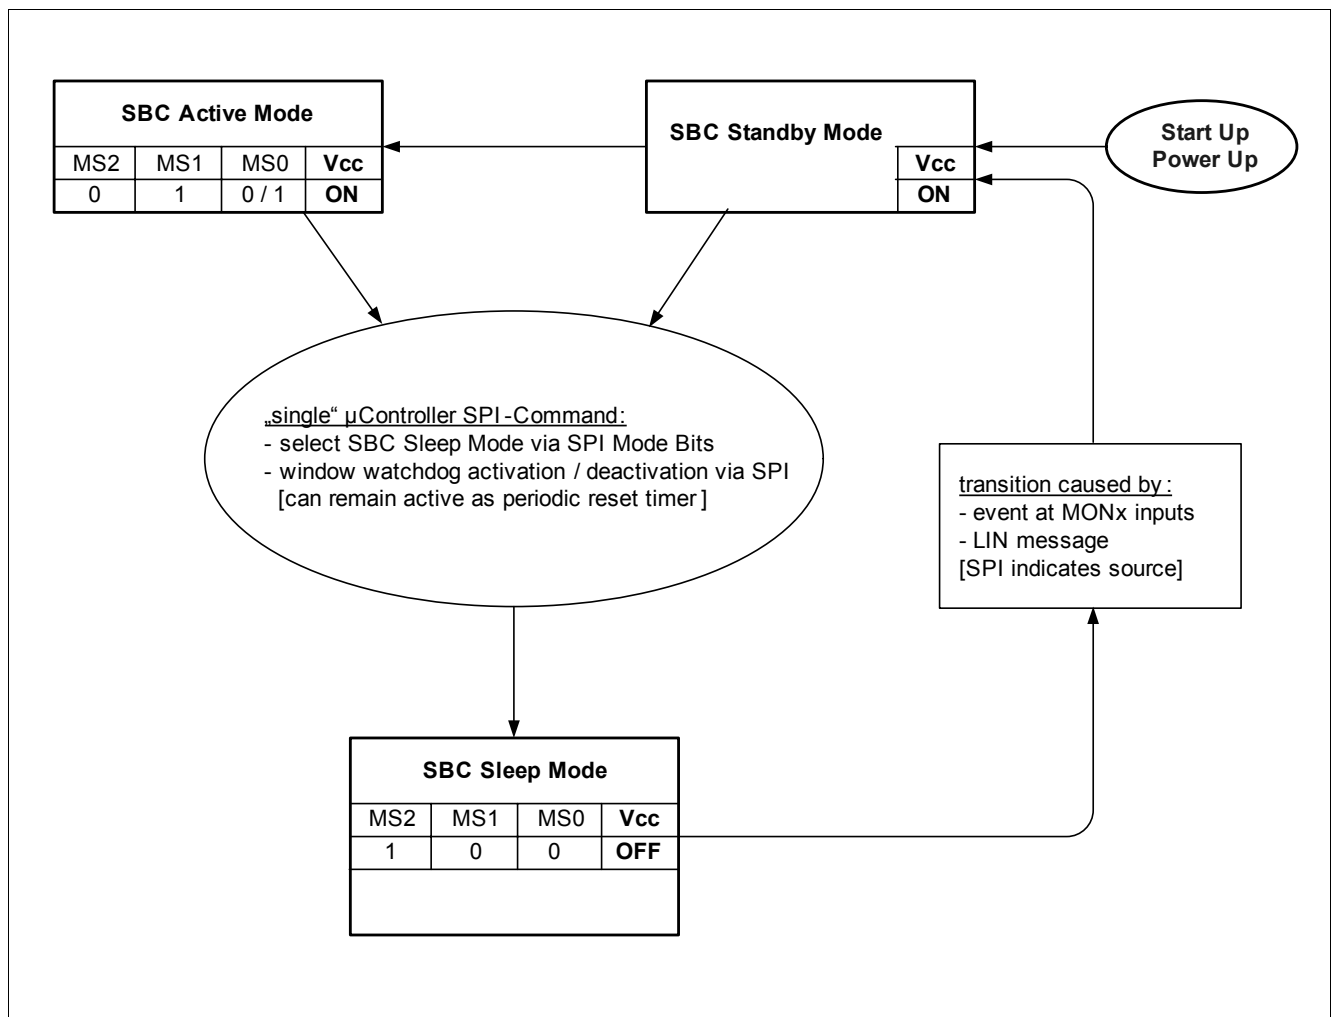 SBC Active Mode
MS2 MS1 MS0 Vcc
0 1 0 / 1 ON
SBC Standby Mode
Vcc
ON
Start Up
Power Up
„single“ µController SPI-Command:
- select SBC Sleep Mode via SPI Mode Bits
- window watchdog activation / deactivation via SPI
[can remain active as periodic reset timer]
transition caused by:
- event at MONx inputs
- LIN message
[SPI indicates source]
SBC Sleep Mode
MS2 MS1 MS0 Vcc
1 0 0 OFF